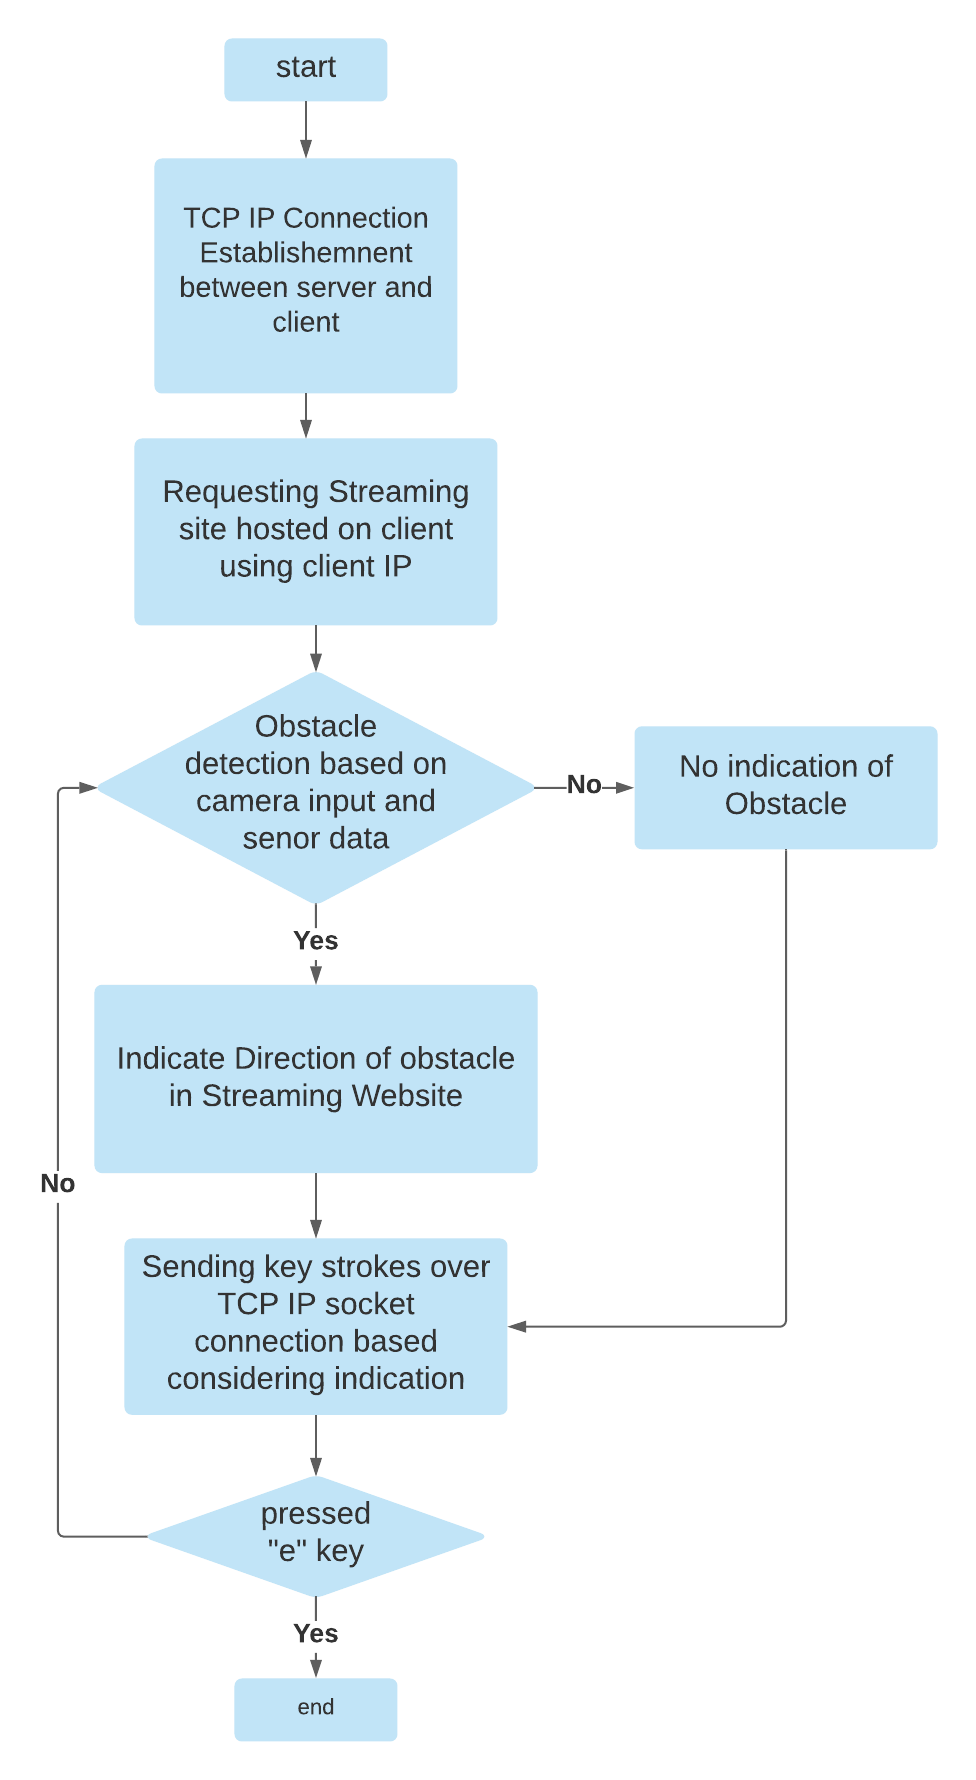 start
TCP IP Connection
Establishemnent
between server and
client
Requesting Streaming
site hosted on client
using client IP
Obstacle
detection based on
camera input and
senor data
No
No indication of
Obstacle
Yes
Indicate Direction of obstacle
in Streaming Website
No
Sending key strokes over
TCP IP socket
connection based
considering indication
pressed
"e" key
Yes
end